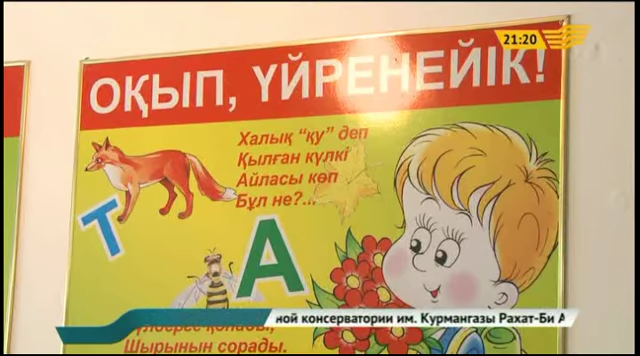 21:20
ОҚЫП, ҮЙРЕНЕЙІК!
Халық "қу" деп
Қылған күлкі
Айласы көп
Бұл не?...
Т
А
Шырынын сорады.
ной консерватории им. Курмангазы Рахат-Би А